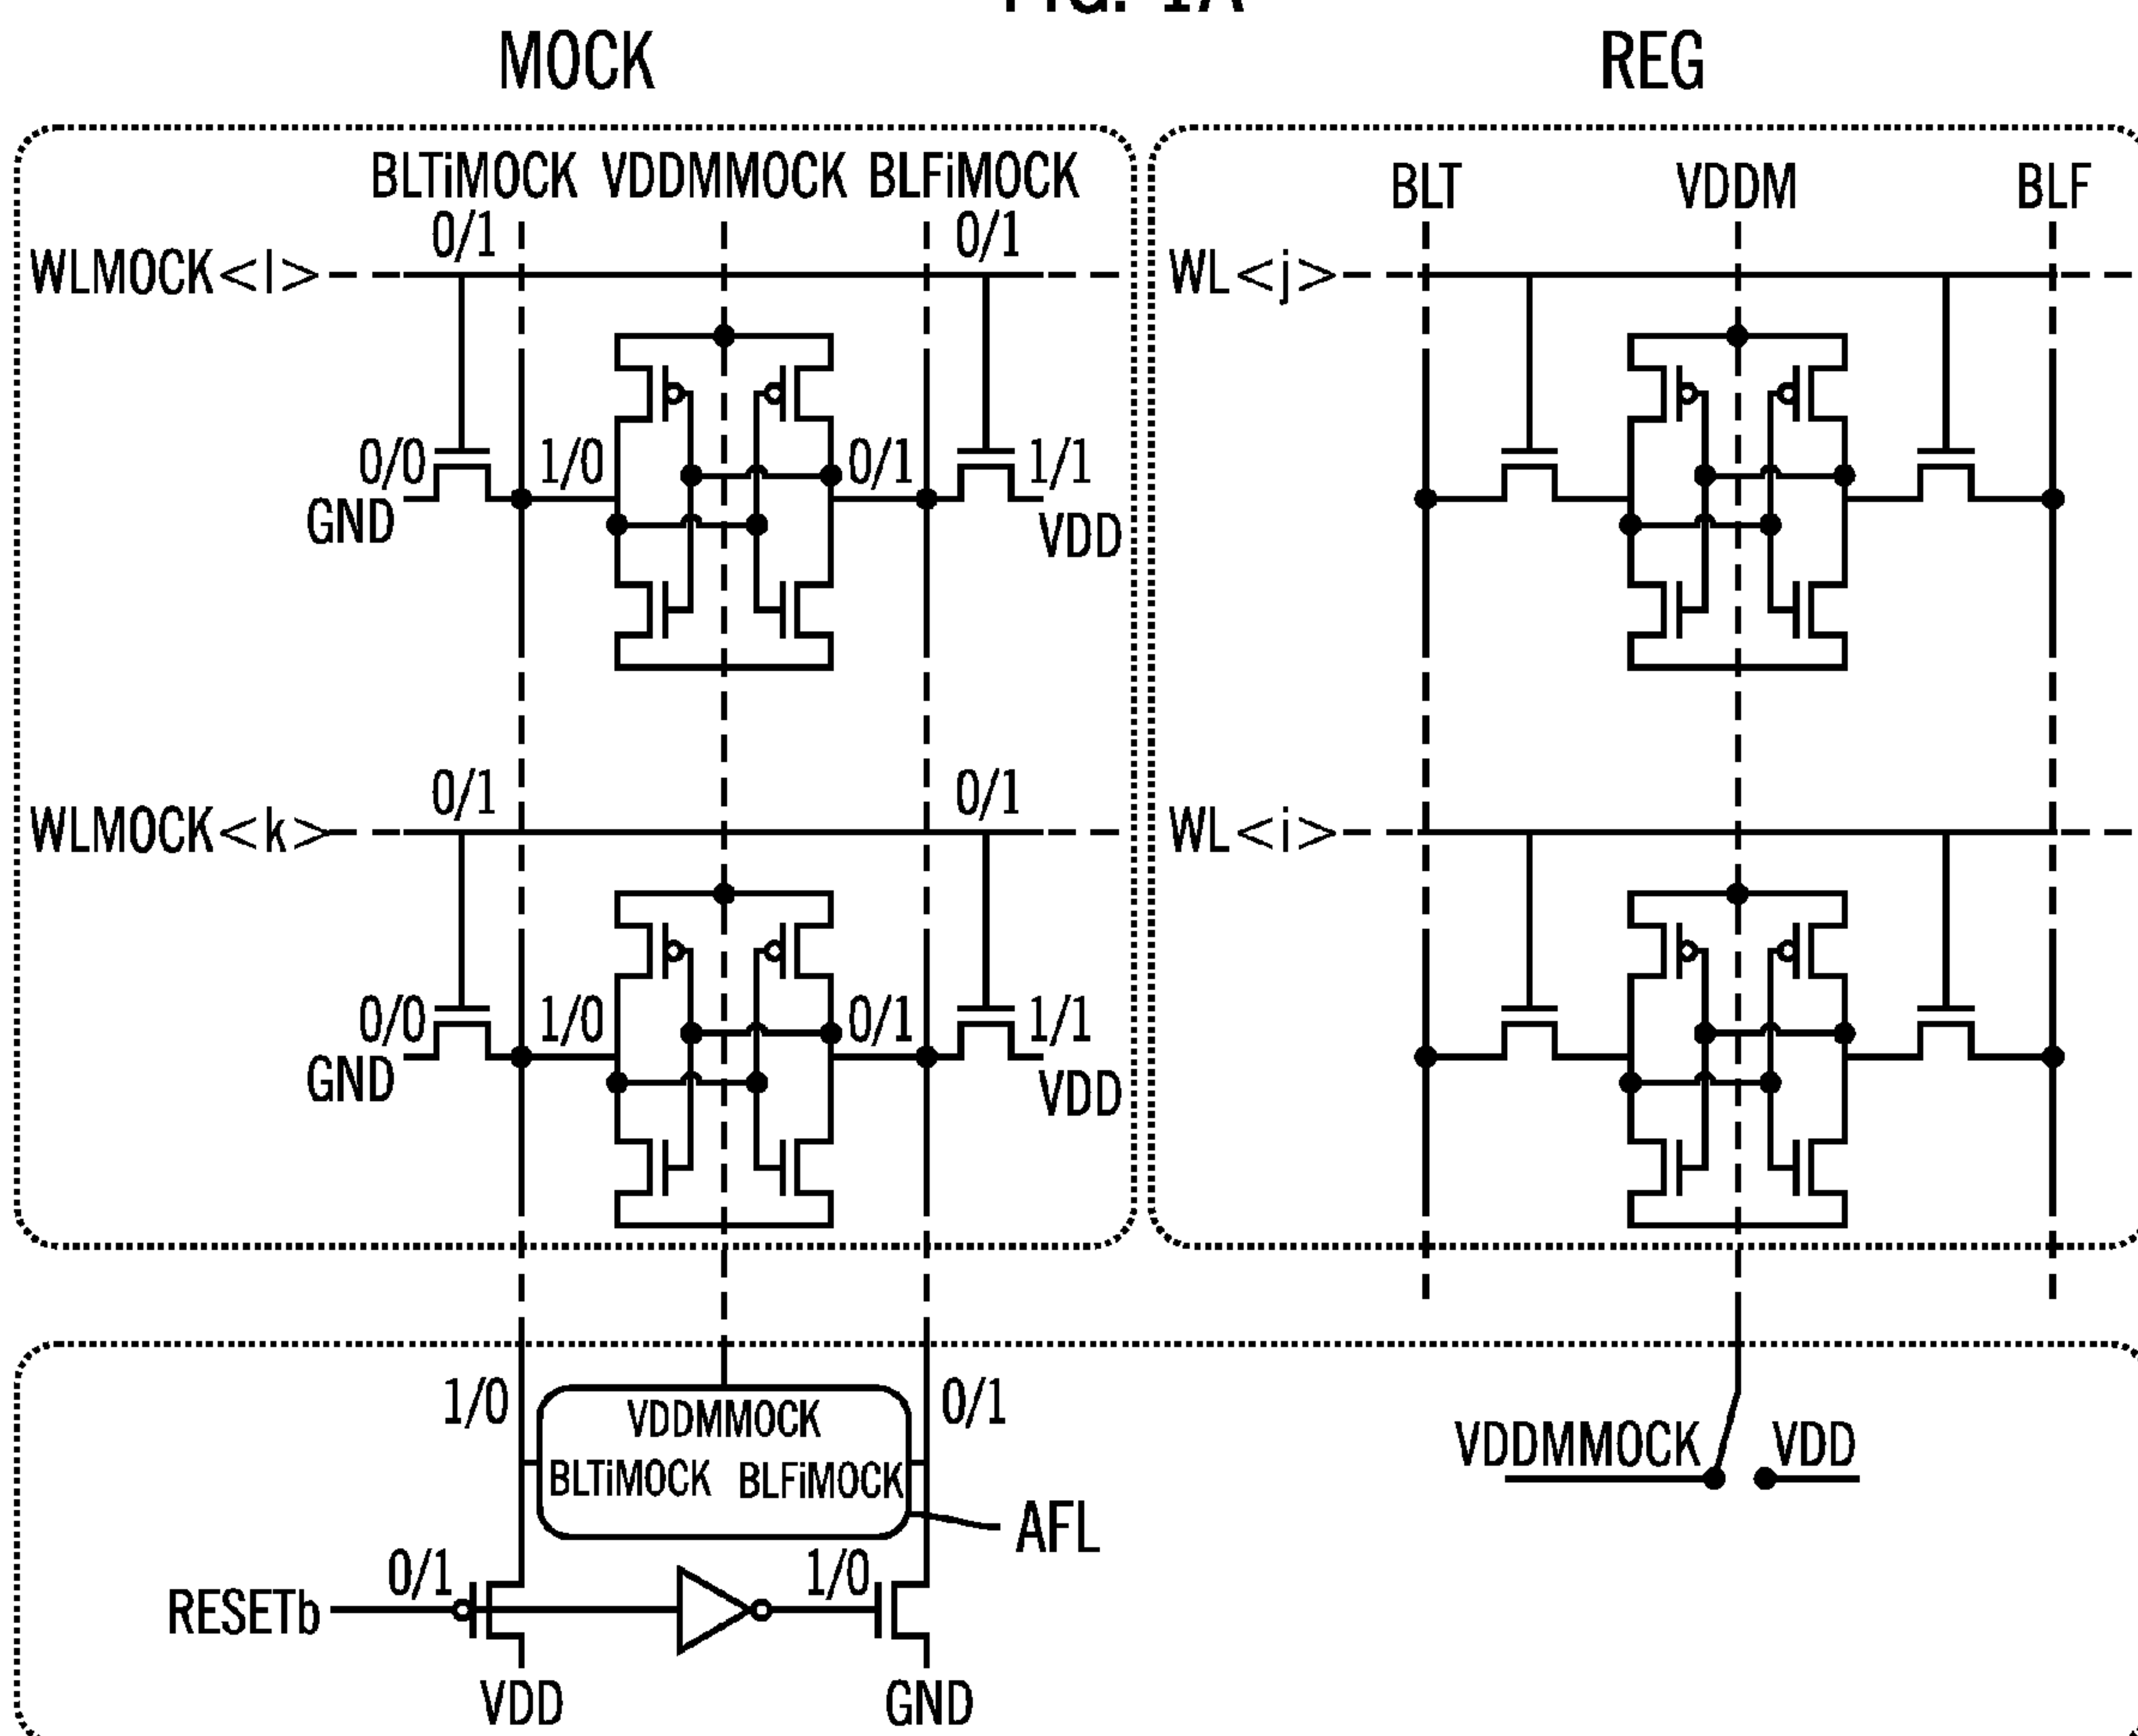 FIG. 1A
MOCK REG
BLTiMOCK VDDMMOCK BLFiMOCK BLT VDDM BLF
0/1 0/1
WLMOCK<l> WL<j>
0/0 1/0 0/1 1/1
GND VDD
0/1 0/1
WLMOCK<k> WL<i>
0/0 1/0 0/1 1/1
GND VDD
1/0 VDDMMOCK 0/1
VDDMMOCK VDD
BLTiMOCK BLFiMOCK
AFL
0/1 1/0
RESETb
VDD GND